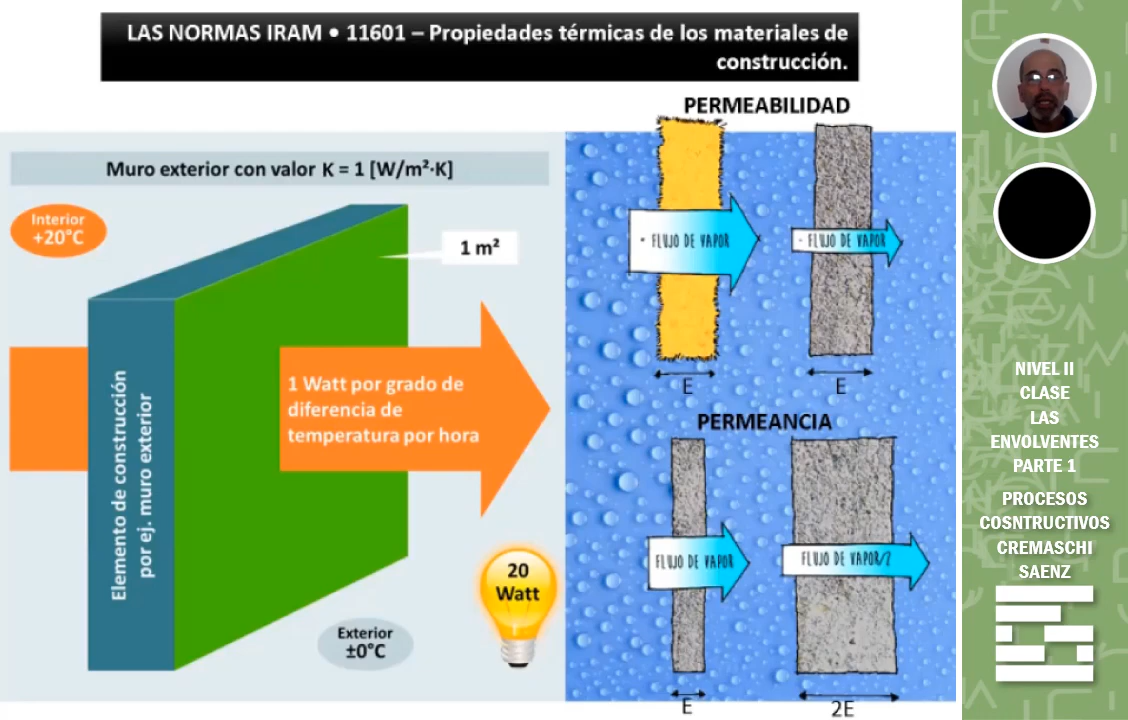 LAS NORMAS IRAM • 11601 – Propiedades térmicas de los materiales de
construcción.
Muro exterior con valor K = 1 [W/m²·K]
Interior
+20°C
1 m²
1 Watt por grado de
diferencia de
temperatura por hora
Elemento de construcción
por ej. muro exterior
20
Watt
Exterior
±0°C
PERMEABILIDAD
+ FLUJO DE VAPOR
- FLUJO DE VAPOR
E
E
PERMEANCIA
FLUJO DE VAPOR
FLUJO DE VAPOR/2
E
2E
NIVEL II
CLASE
LAS
ENVOLVENTES
PARTE 1
PROCESOS
COSNTRUCTIVOS
CREMASCHI
SAENZ